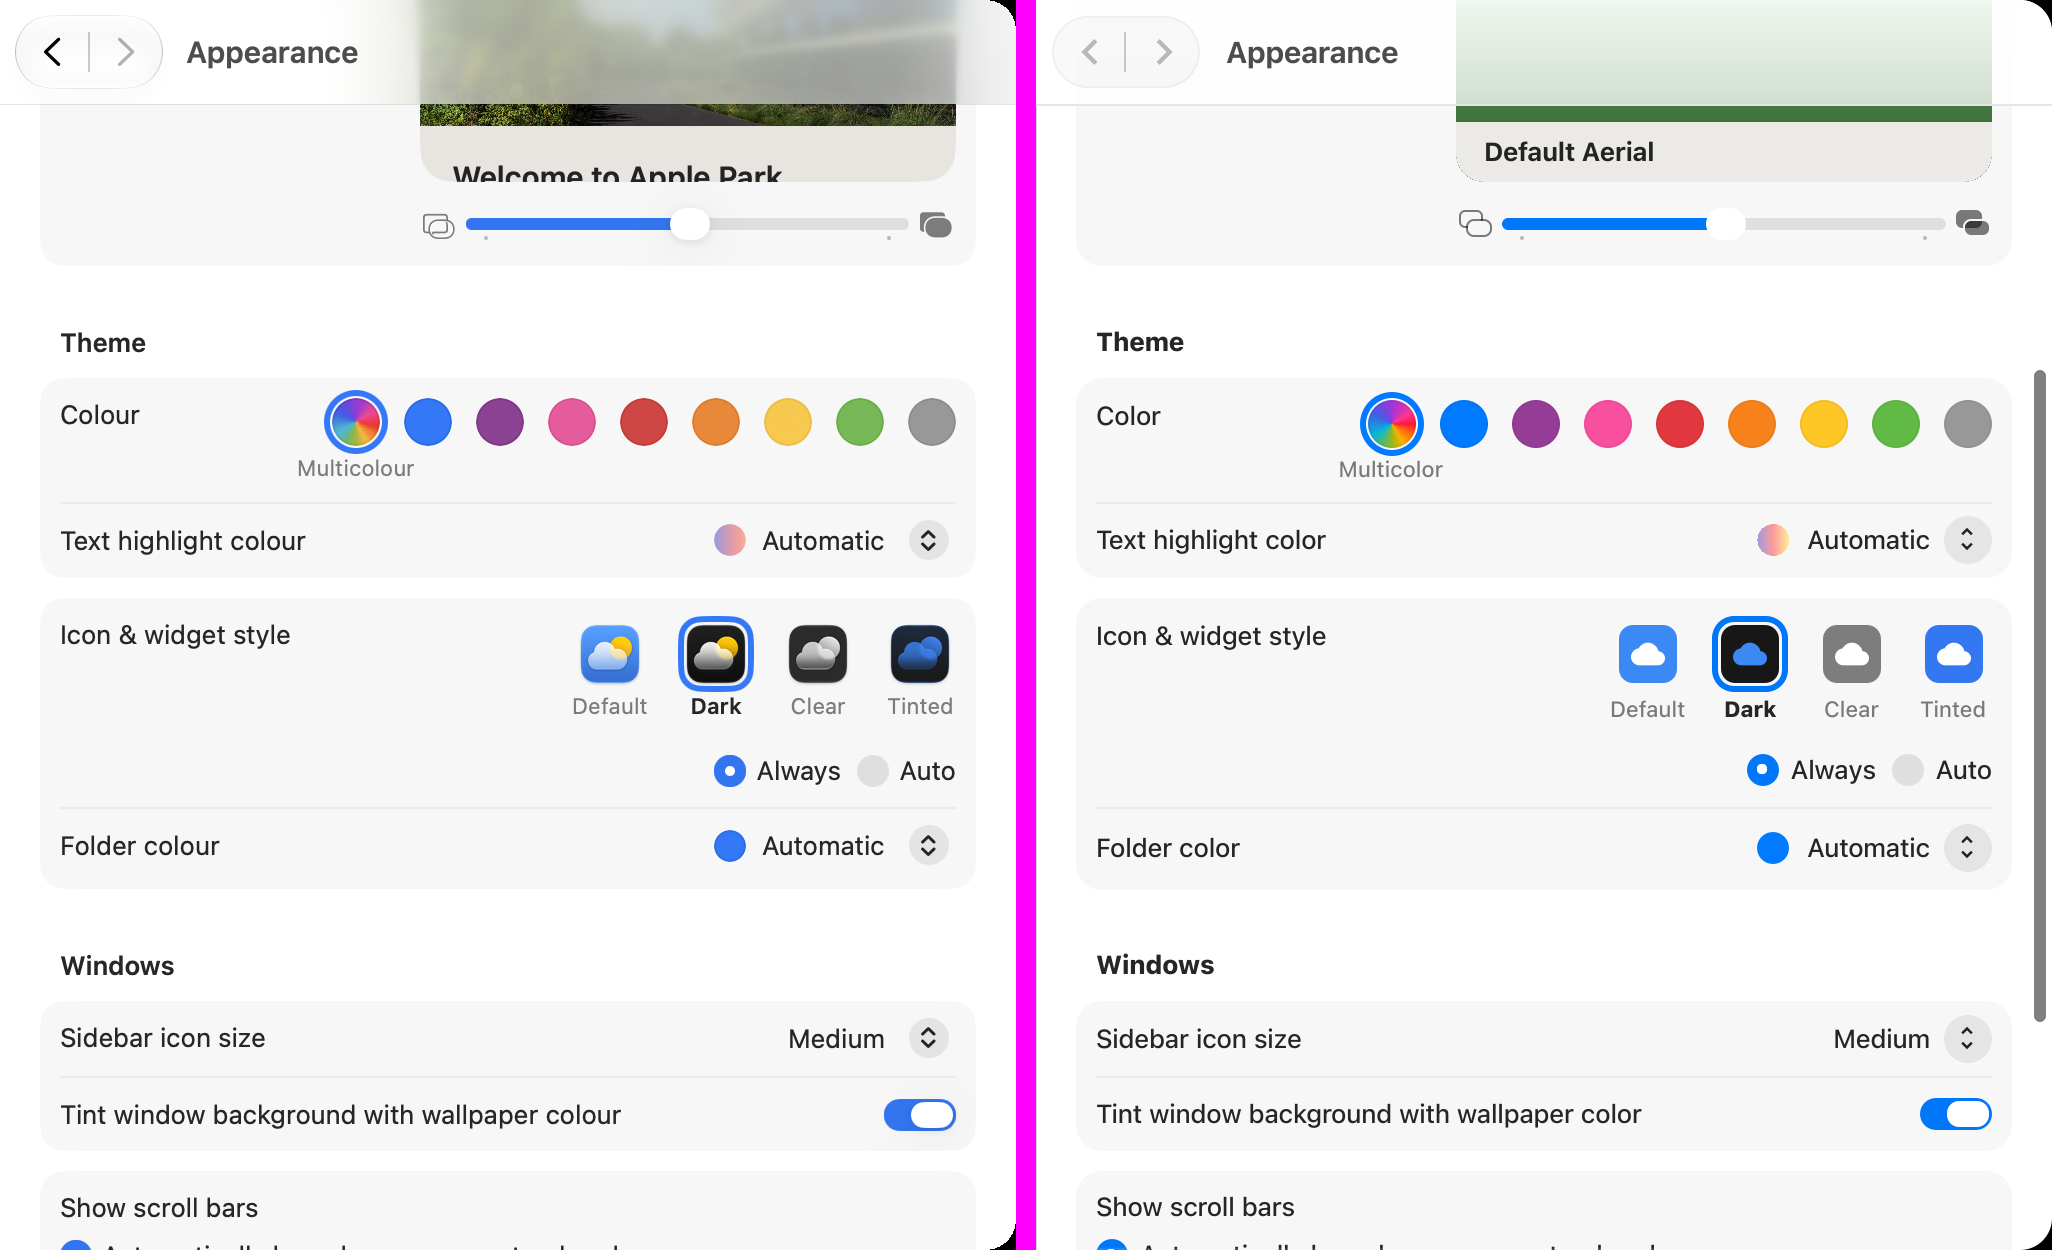 Appearance
Welcome to Apple Park
Theme
Colour
Multicolour
Text highlight colour
Automatic
Icon & widget style
Default
Dark
Clear
Tinted
Always
Auto
Folder colour
Automatic
Windows
Sidebar icon size
Medium
Tint window background with wallpaper colour
Show scroll bars
Appearance
Default Aerial
Theme
Color
Multicolor
Text highlight color
Automatic
Icon & widget style
Default
Dark
Clear
Tinted
Always
Auto
Folder color
Automatic
Windows
Sidebar icon size
Medium
Tint window background with wallpaper color
Show scroll bars